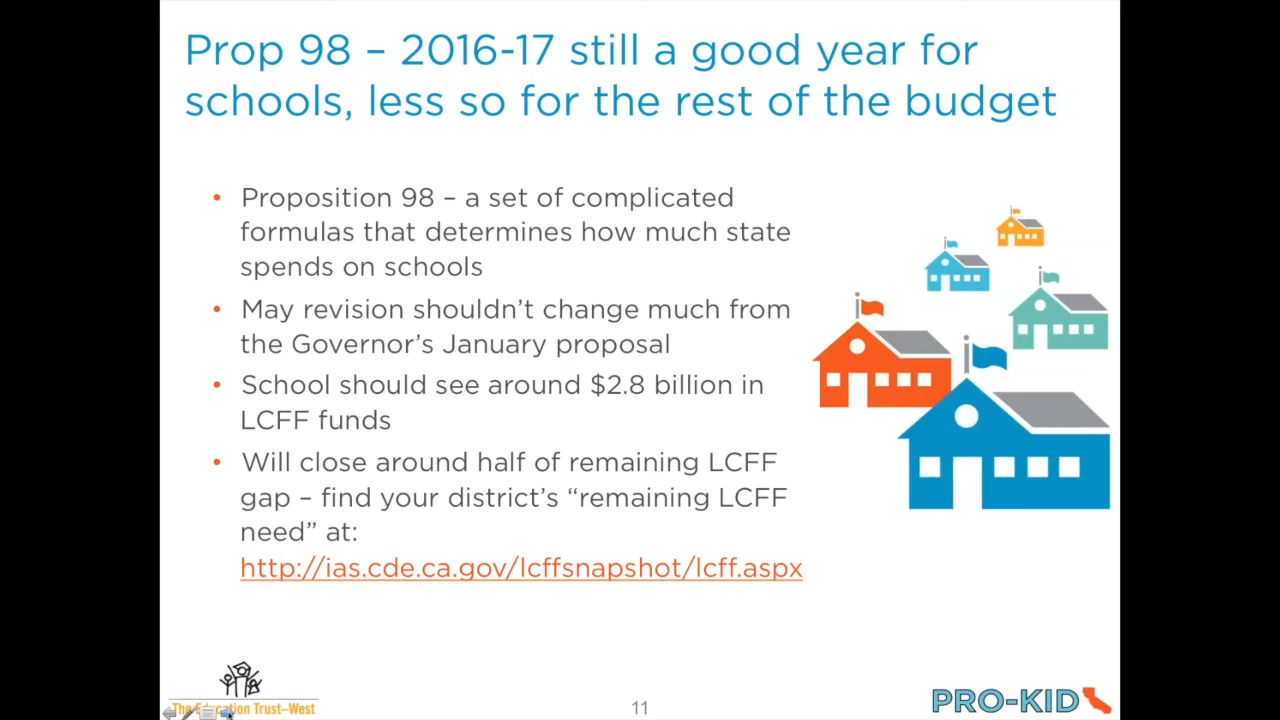 Prop 98 – 2016-17 still a good year for
schools, less so for the rest of the budget
• Proposition 98 – a set of complicated
formulas that determines how much state
spends on schools
• May revision shouldn’t change much from
the Governor’s January proposal
• School should see around $2.8 billion in
LCFF funds
• Will close around half of remaining LCFF
gap – find your district’s “remaining LCFF
need” at:
http://ias.cde.ca.gov/lcffsnapshot/lcff.aspx
The Education Trust—West
11
PRO-KID